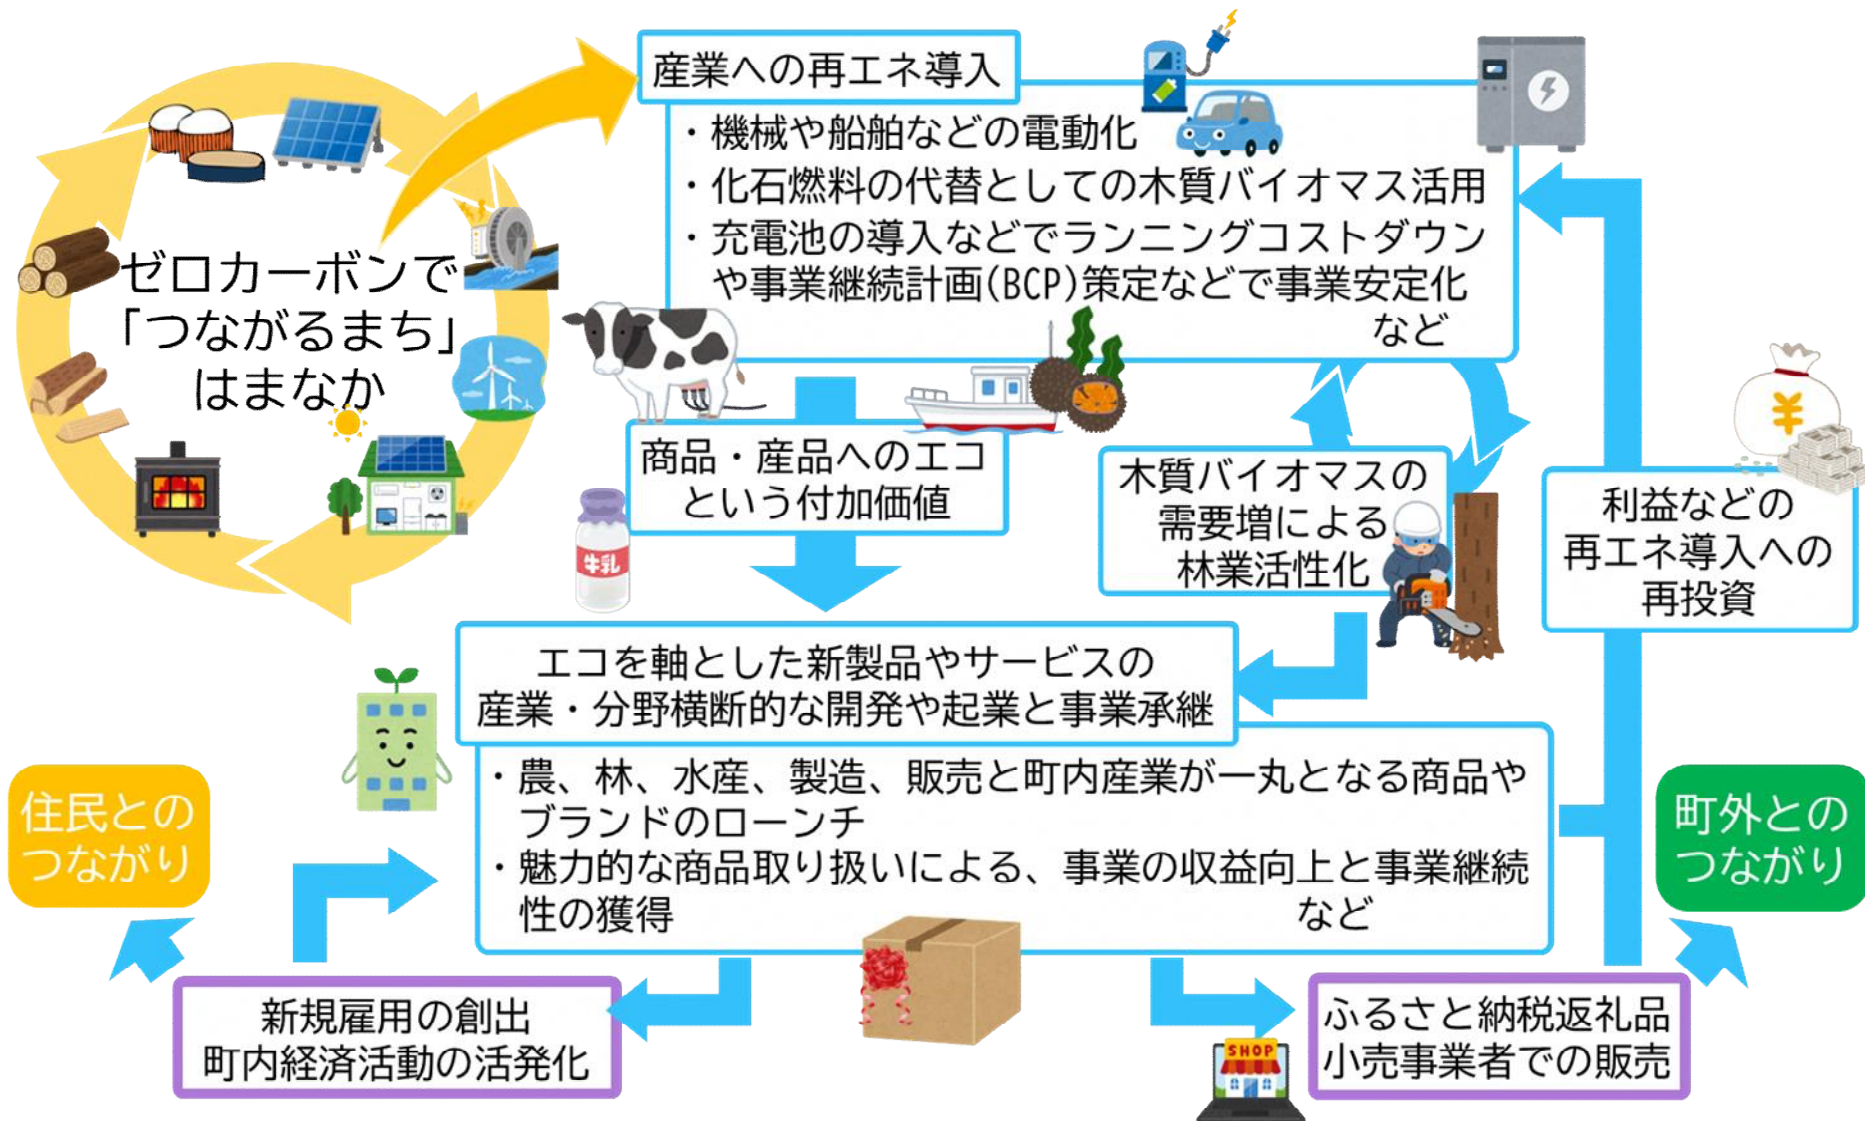 産業への再エネ導入
・機械や船舶などの電動化
・化石燃料の代替としての木質バイオマス活用
・充電池の導入などでランニングコストダウン
や事業継続計画(BCP)策定などで事業安定化
など
ゼロカーボンで
「つながるまち」
はまなか
商品・産品へのエコ
という付加価値
牛乳
木質バイオマスの
需要増による
林業活性化
¥
利益などの
再エネ導入への
再投資
エコを軸とした新製品やサービスの
産業・分野横断的な開発や起業と事業承継
・農、林、水産、製造、販売と町内産業が一丸となる商品や
ブランドのローンチ
・魅力的な商品取り扱いによる、事業の収益向上と事業継続
性の獲得
など
住民との
つながり
町外との
つながり
新規雇用の創出
町内経済活動の活発化
SHOP
ふるさと納税返礼品
小売事業者での販売